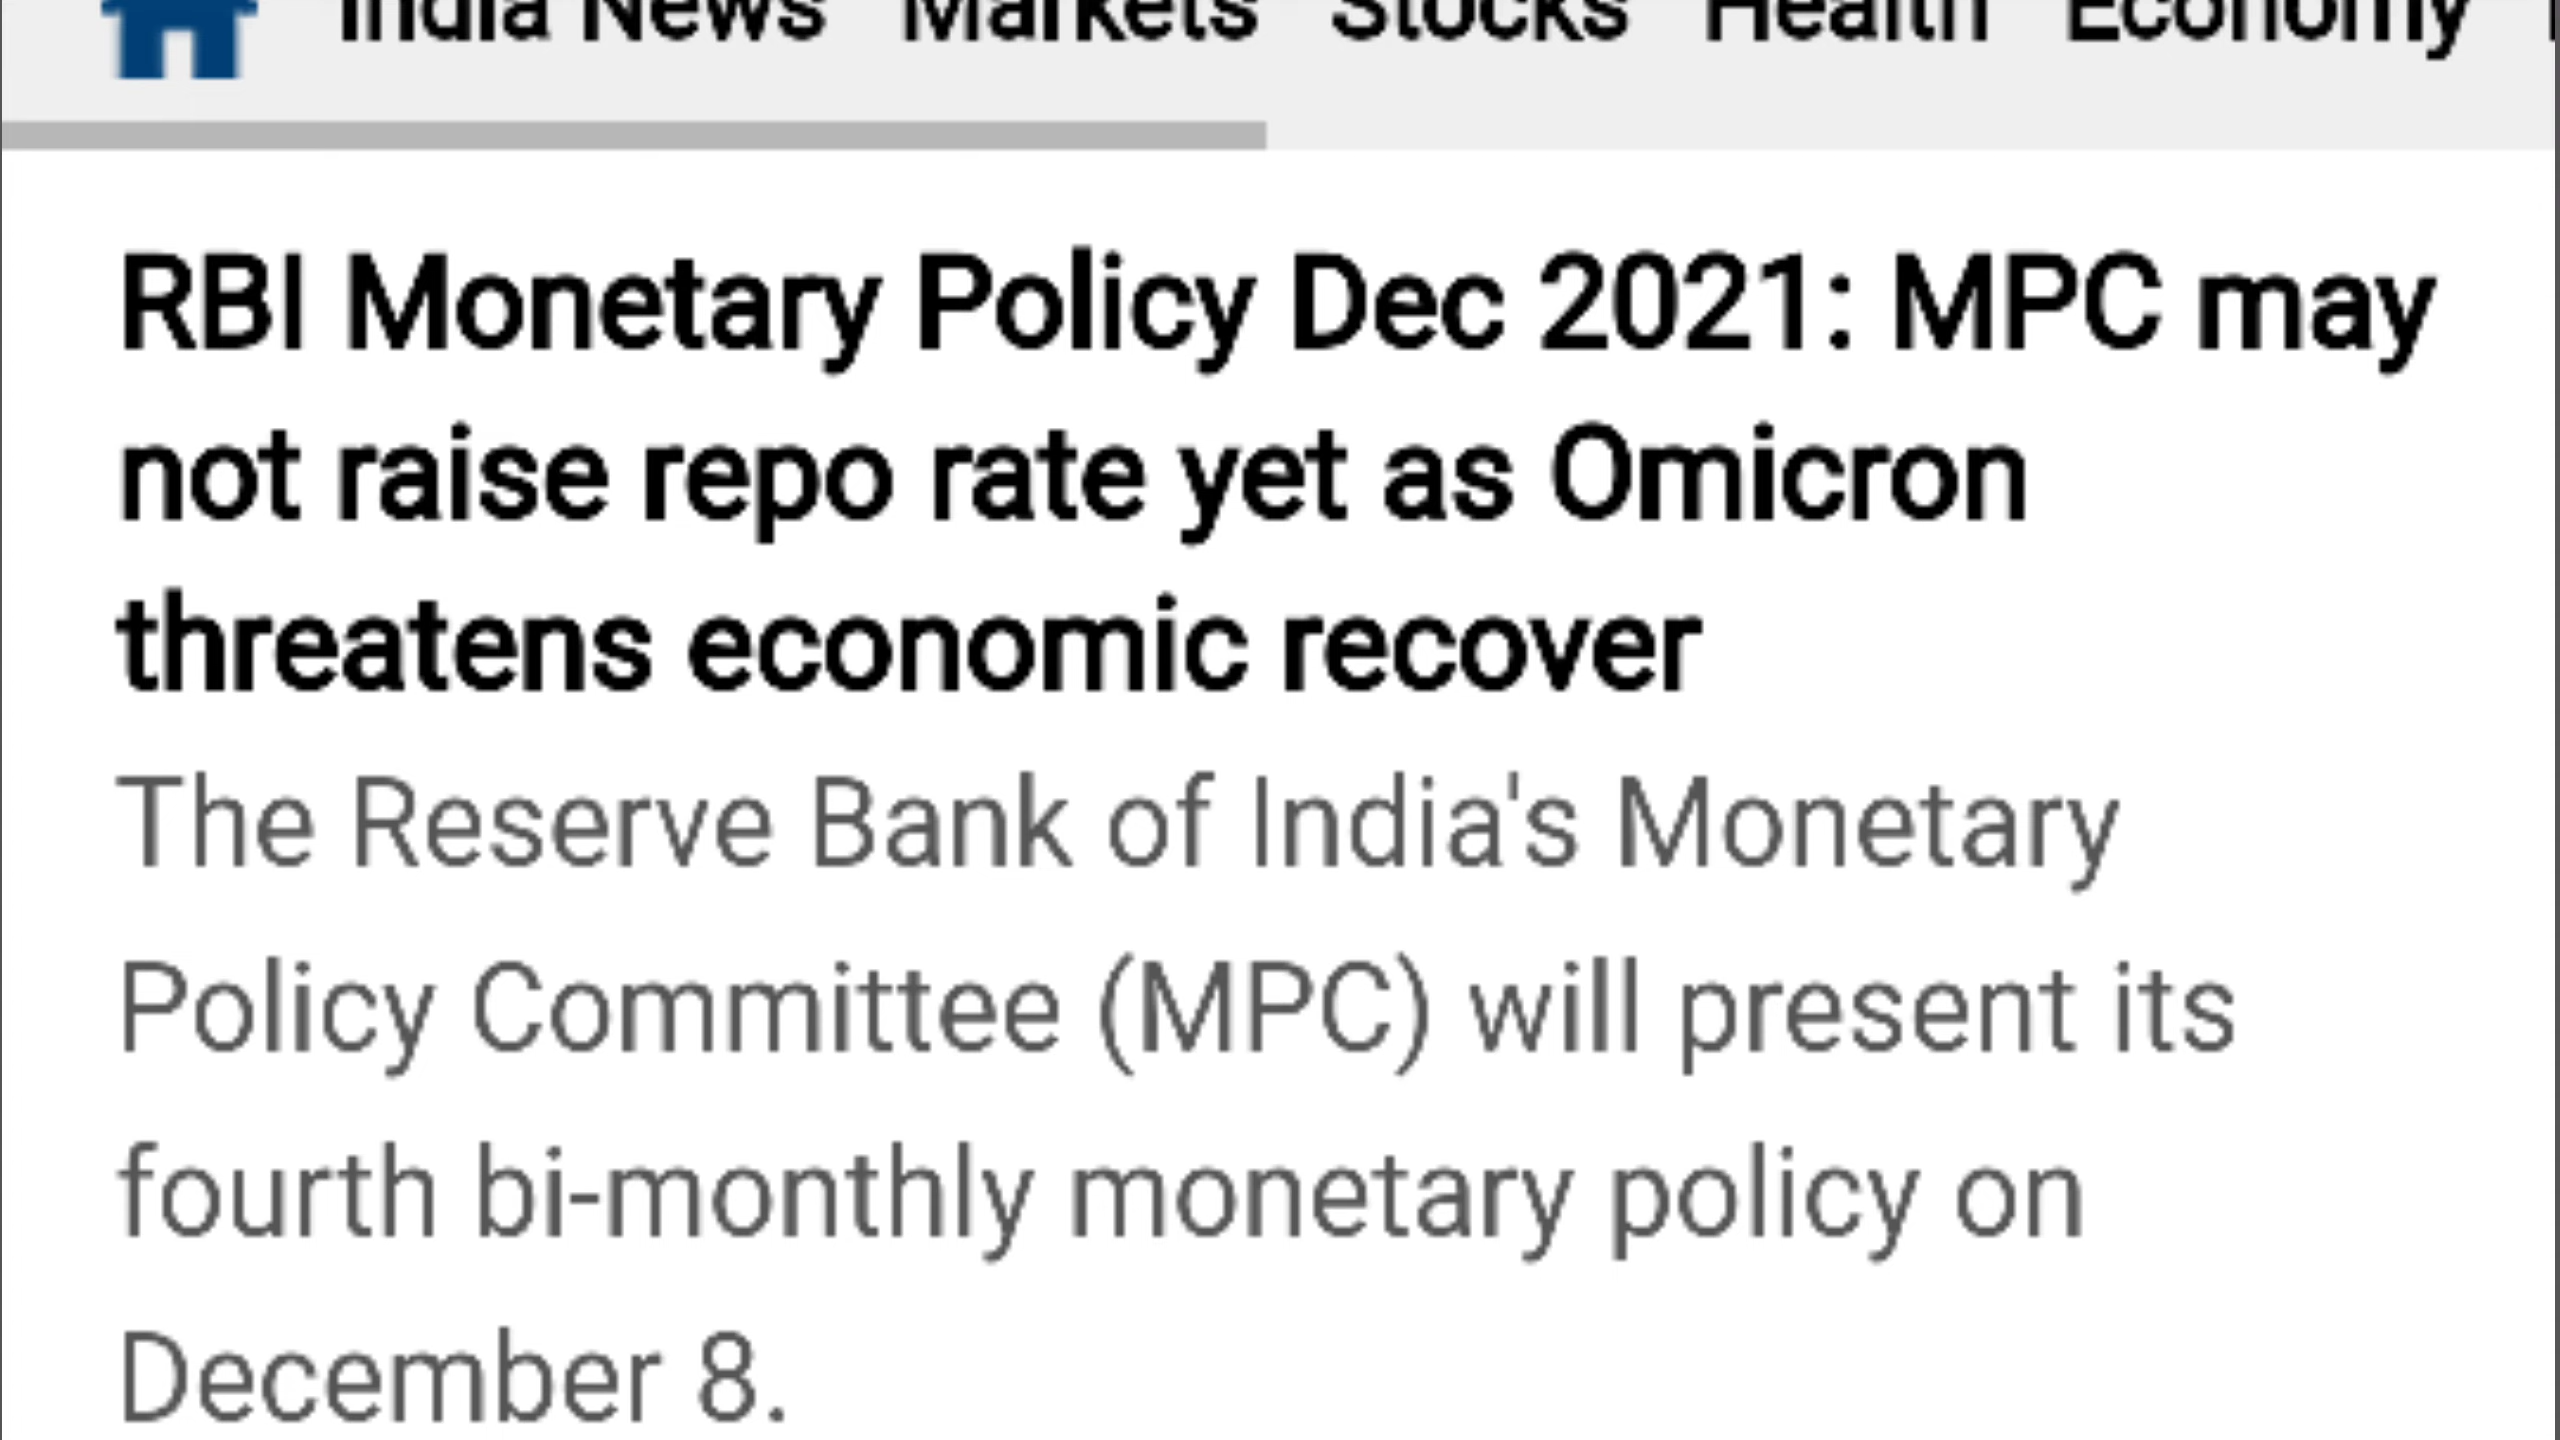 India News Markets Stocks Health Economy
RBI Monetary Policy Dec 2021: MPC may
not raise repo rate yet as Omicron
threatens economic recover
The Reserve Bank of India's Monetary
Policy Committee (MPC) will present its
fourth bi-monthly monetary policy on
December 8.